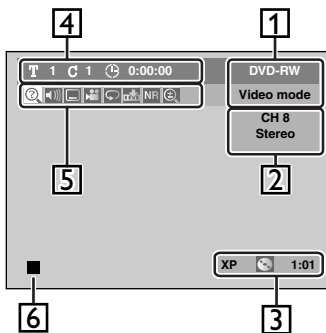 4 1
T 1 C 1 0:00:00 DVD-RW
NR Video mode
CH 8
Stereo
5 2
XP 1:01
6 3